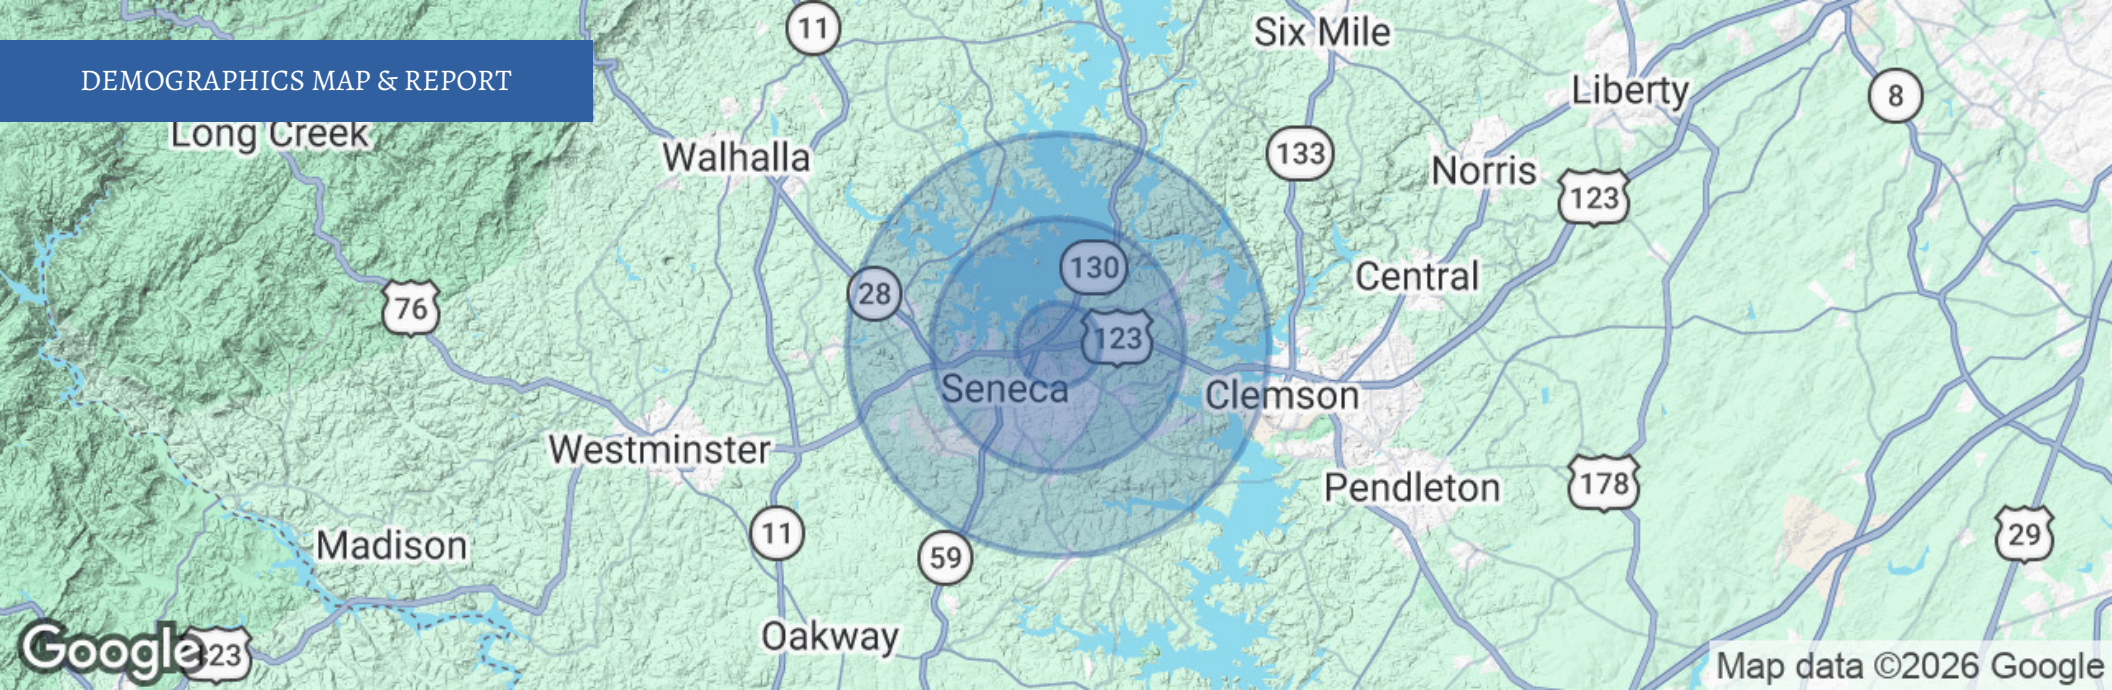 11
Six Mile
DEMOGRAPHICS MAP & REPORT
Liberty
8
Long Creek
Walhalla
133
Norris
123
130
Central
28
76
123
Seneca
Clemson
Westminster
Pendleton
178
11
29
Madison
59
Oakway
Google
23
Map data ©2026 Google